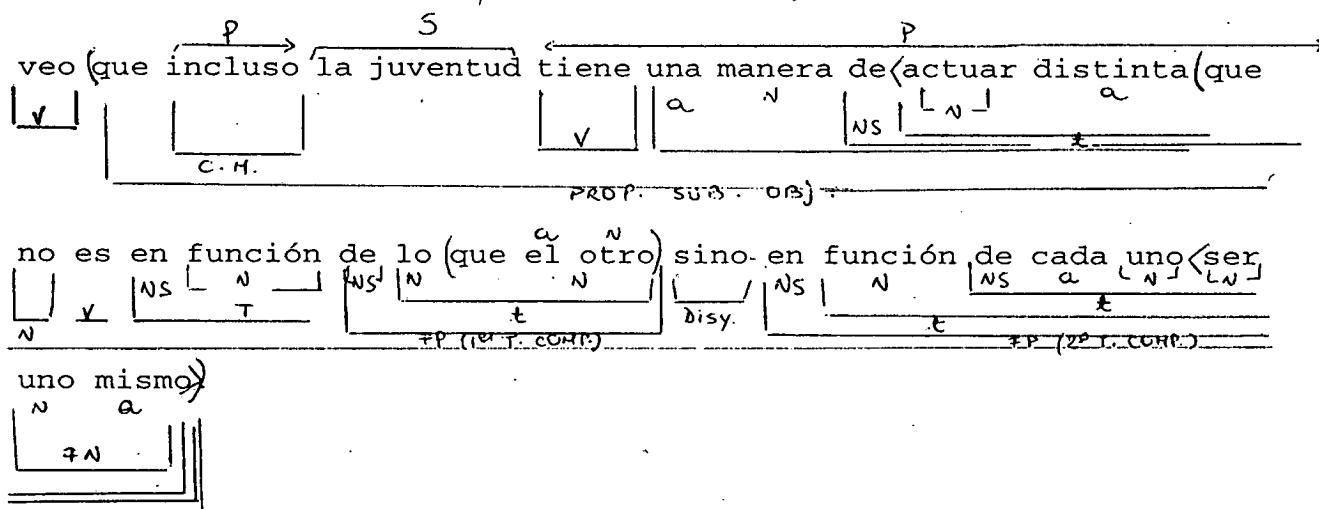 P S P
veo (que incluso la juventud tiene una manera de <actuar distinta (que
V a N N a
V NS t
C.M.
PROP. SUB. OBJ.
a N
no es en función de lo (que el otro) sino en función de cada uno <ser
N V NS N NS N N Disy. NS N NS a N N
T t t t
FP (1er T. COMP.) FP (2º T. COMP.)
uno mismo>)
N a
FN